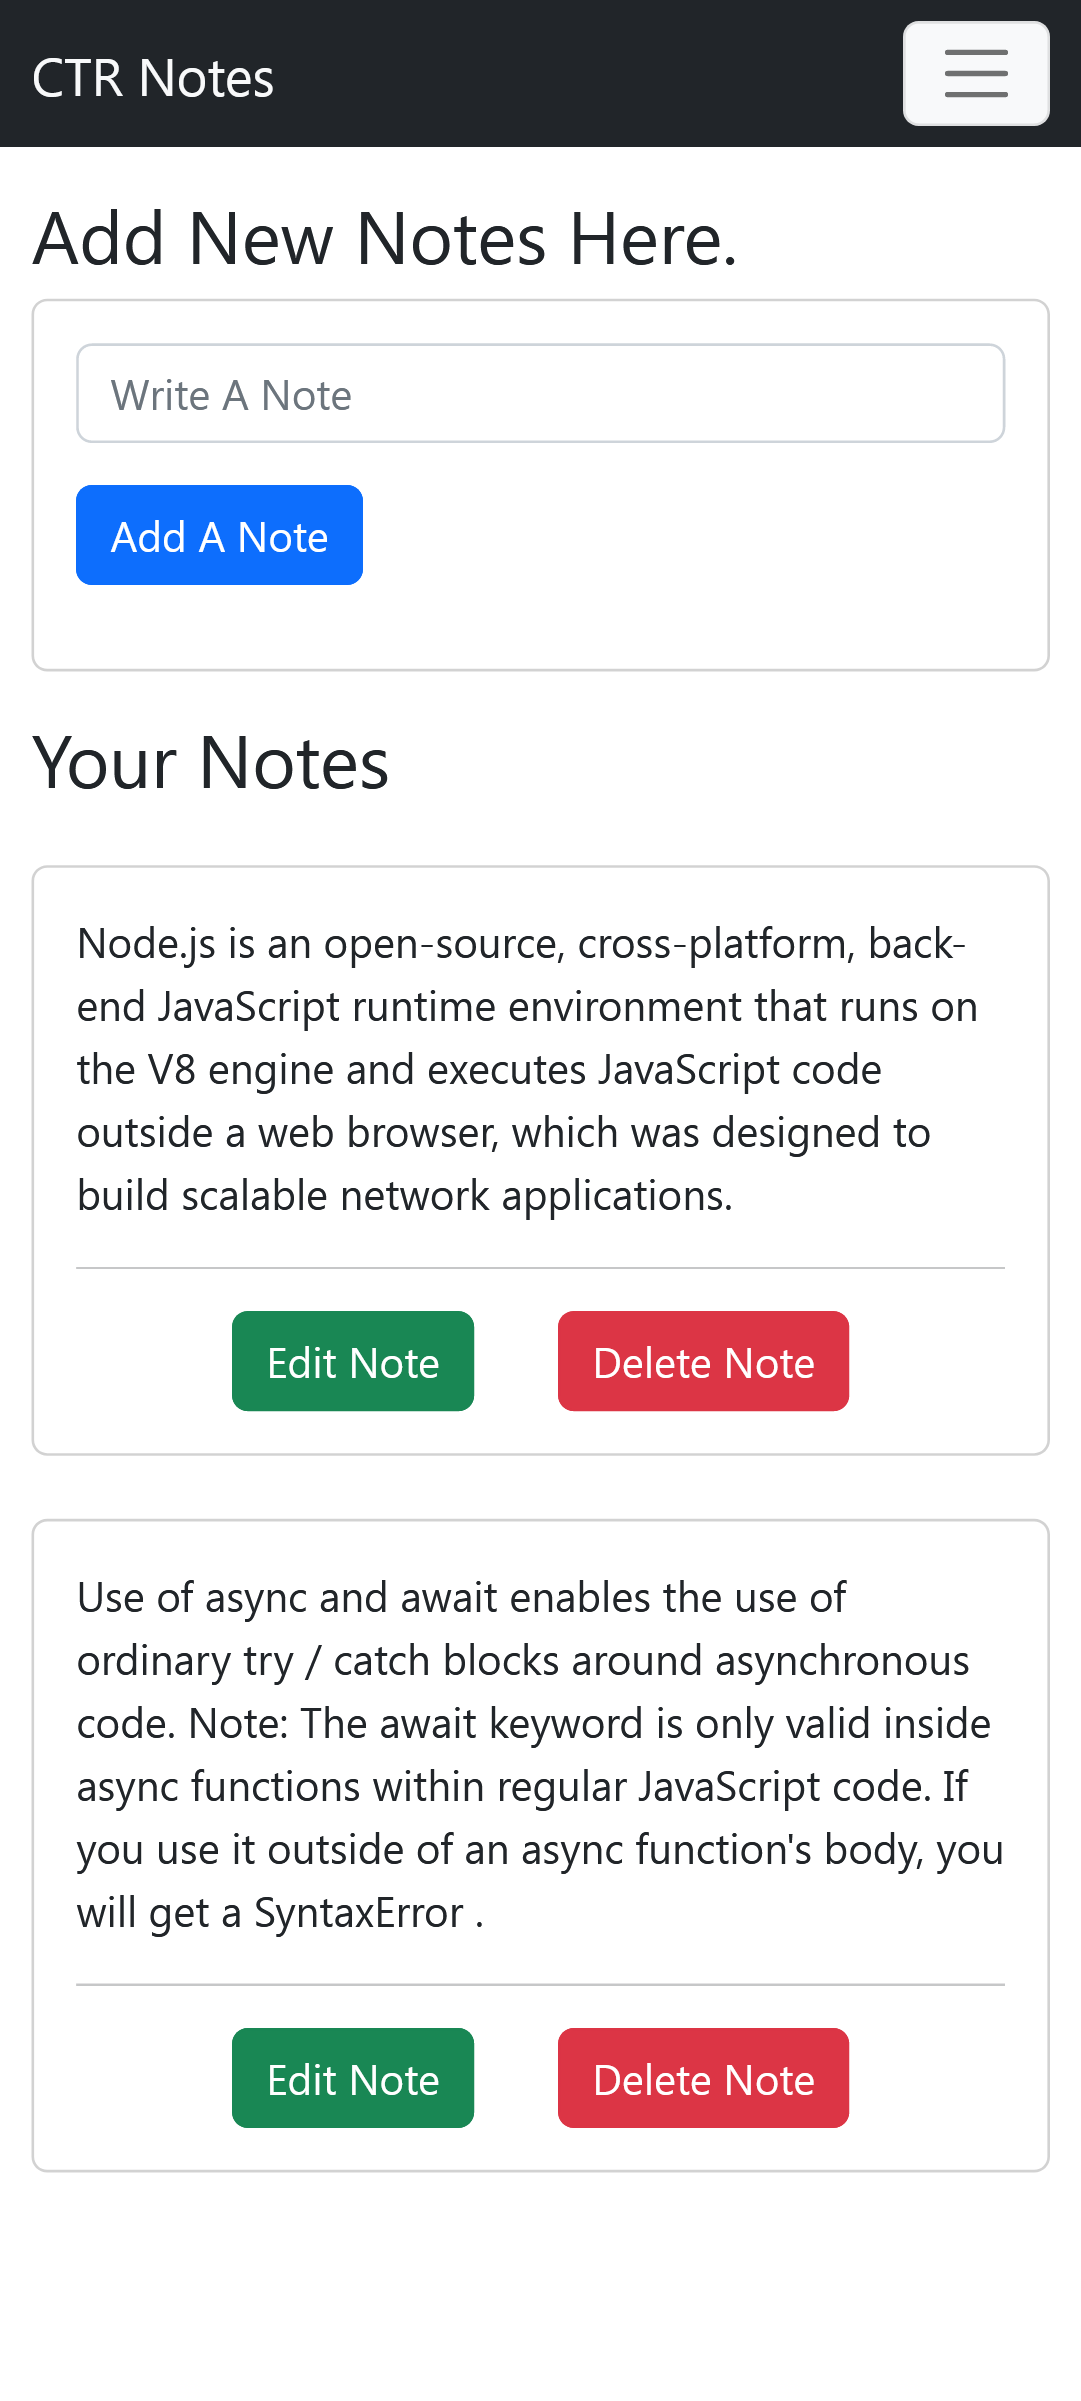 CTR Notes
Add New Notes Here.
Write A Note
Add A Note
Your Notes
Node.js is an open-source, cross-platform, back-
end JavaScript runtime environment that runs on
the V8 engine and executes JavaScript code
outside a web browser, which was designed to
build scalable network applications.
Edit Note Delete Note
Use of async and await enables the use of
ordinary try / catch blocks around asynchronous
code. Note: The await keyword is only valid inside
async functions within regular JavaScript code. If
you use it outside of an async function's body, you
will get a SyntaxError .
Edit Note Delete Note